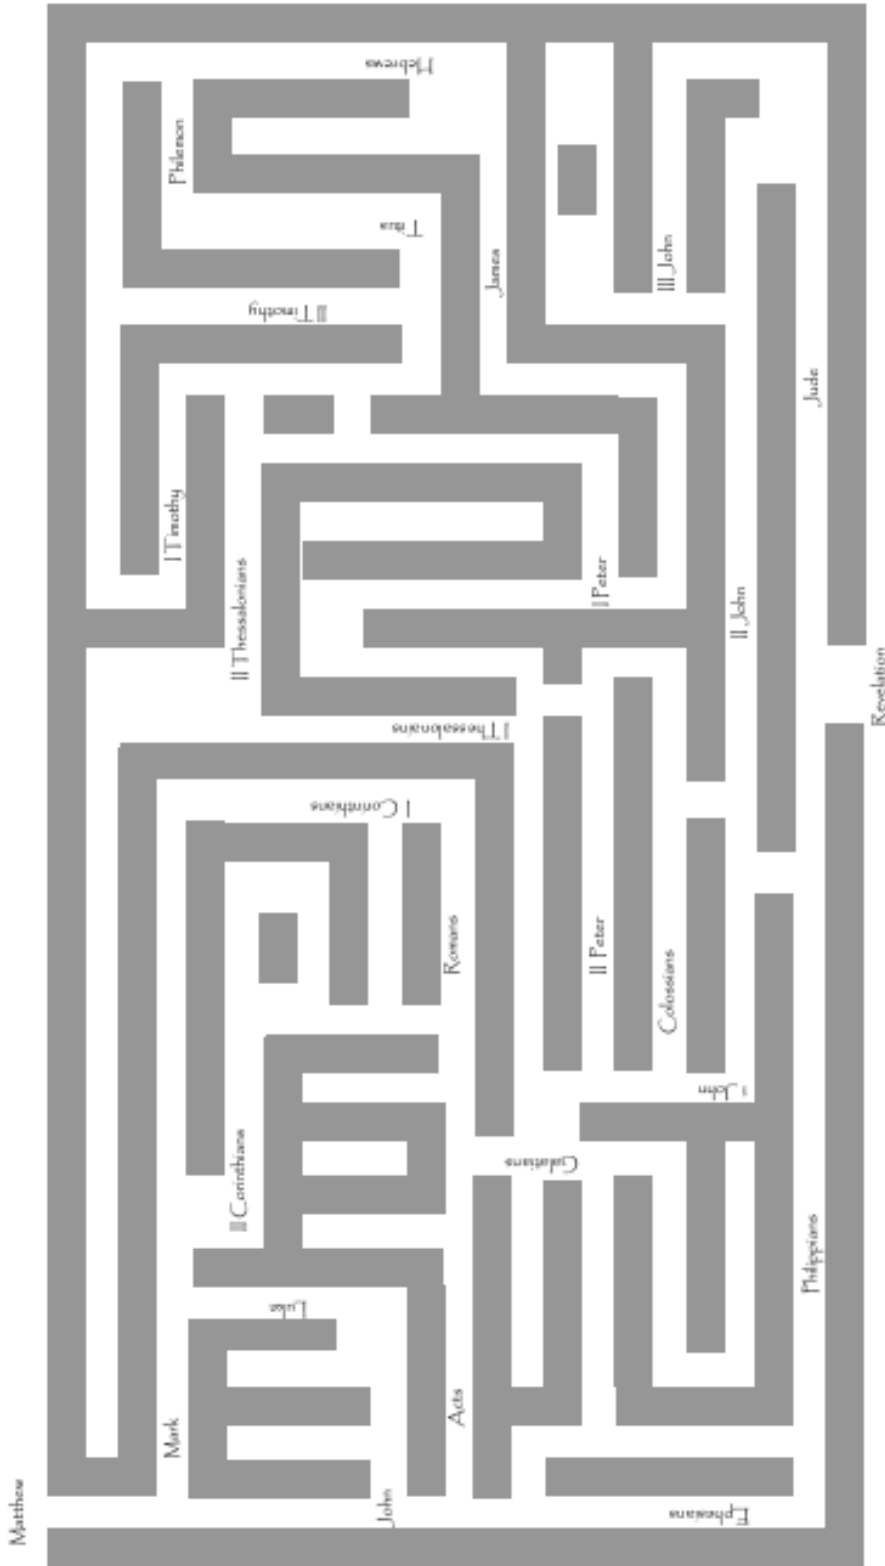 Hebrews
Philemon
Titus
James
III John
II Timothy
Jude
I Timothy
II Thessalonians
I Peter
II John
Revelation
I Thessalonains
I Corinthians
Romans
II Peter
Colossians
I John
II Corinthians
Galatians
Philippians
Luke
Mark
Acts
Matthew
John
Ephesians